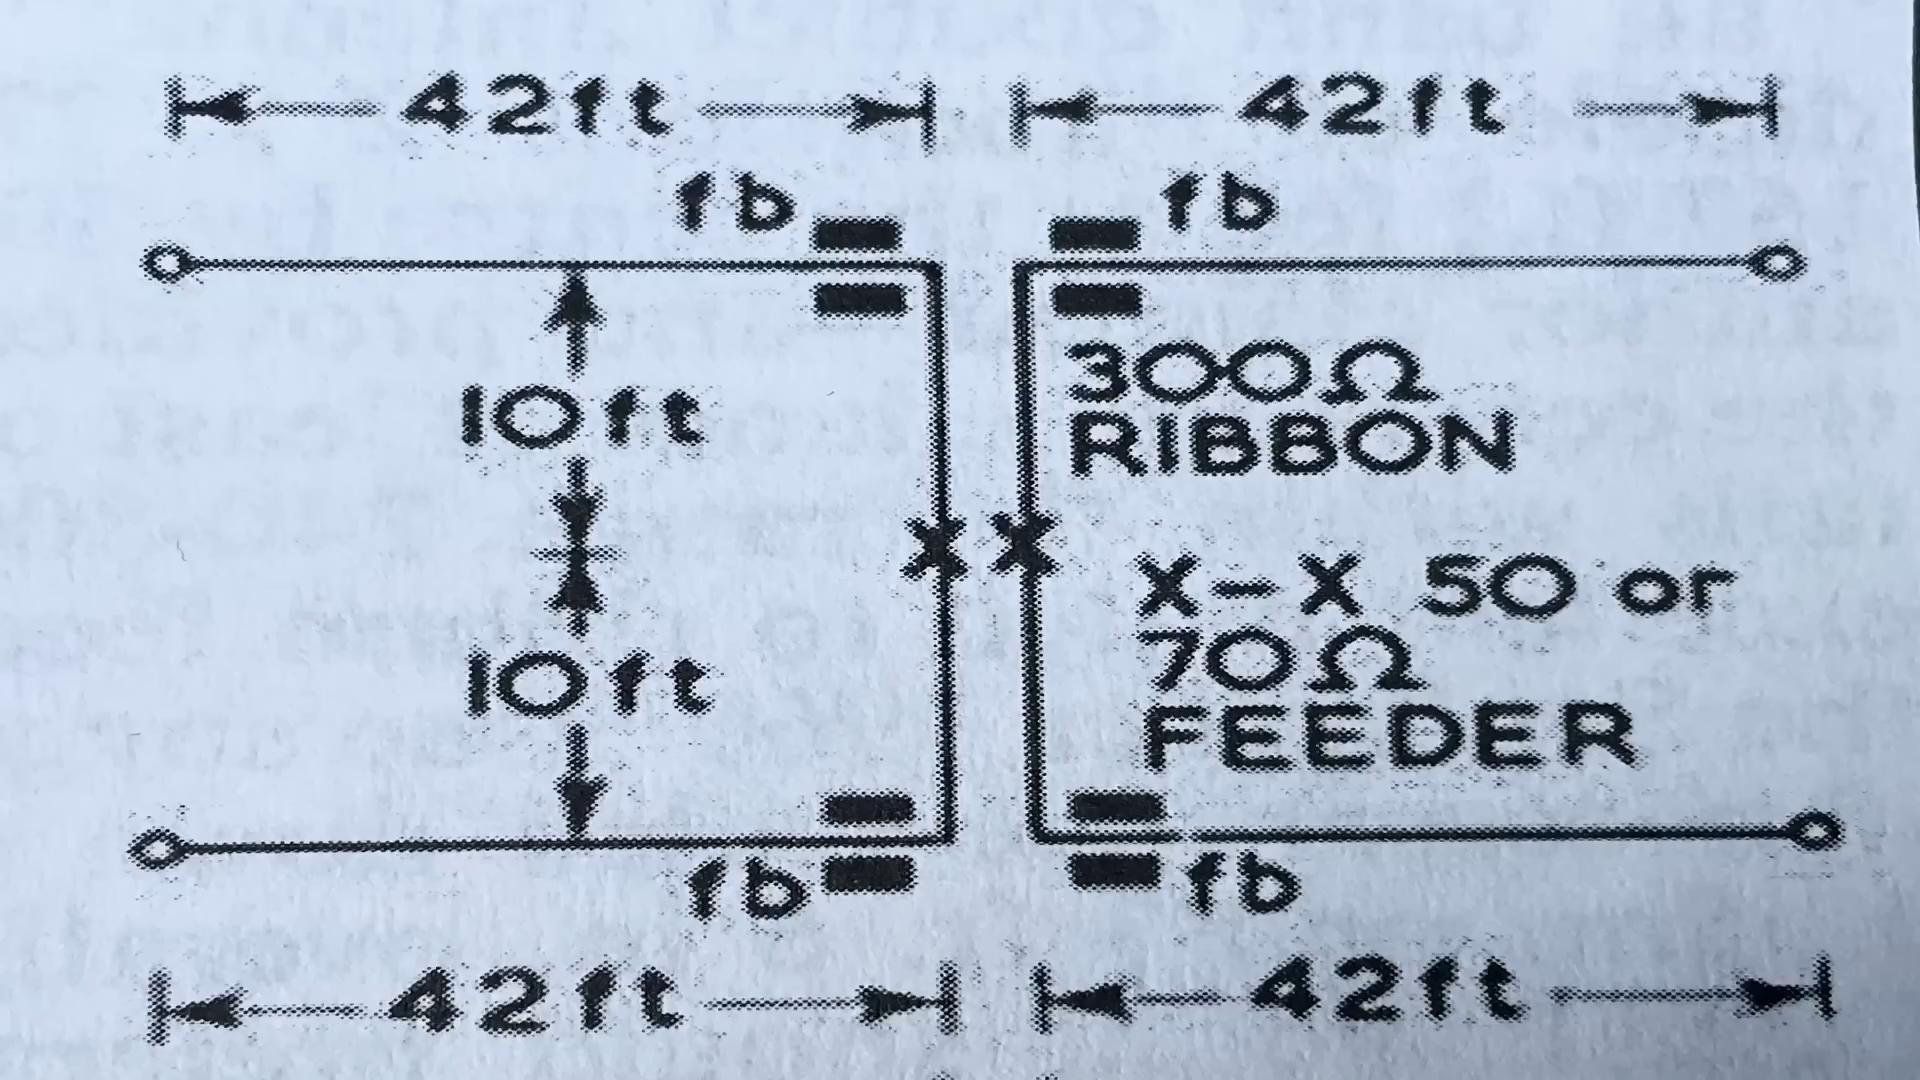 42ft 42ft
fb fb
300Ω
10ft RIBBON
X-X 50 or
10ft 70Ω
FEEDER
fb fb
42ft 42ft